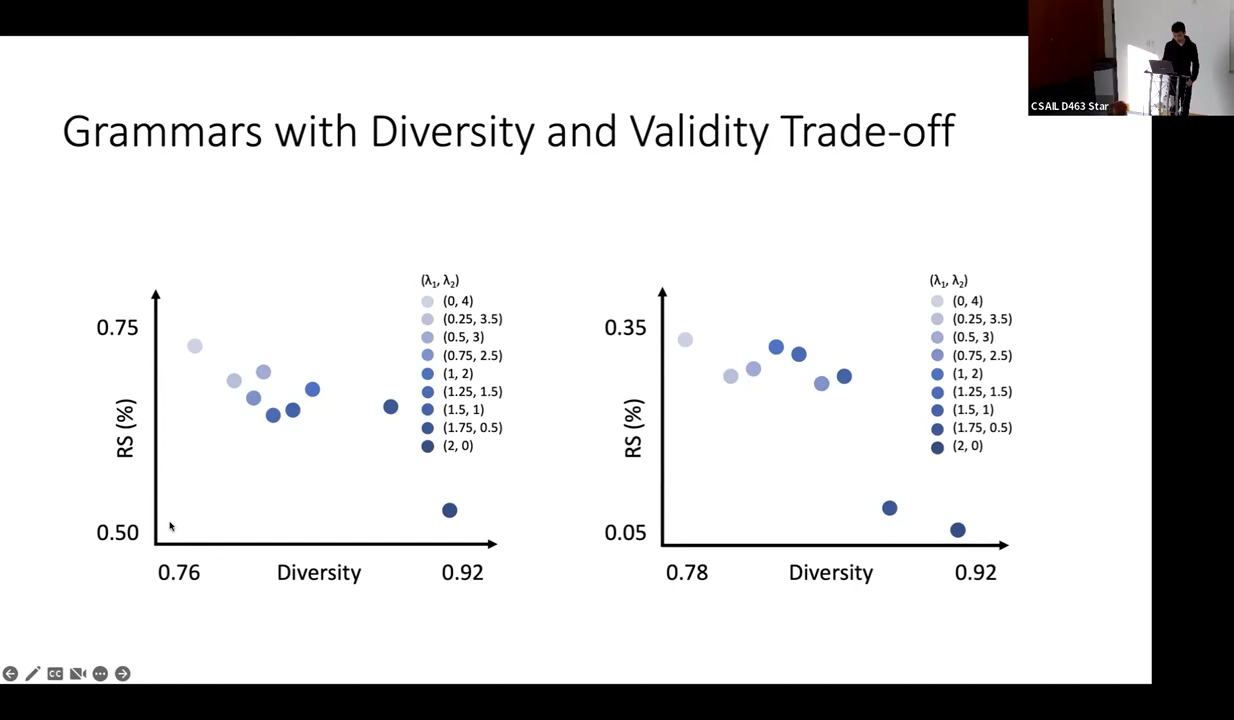 CSAIL D463 Star
Grammars with Diversity and Validity Trade-off
(λ₁, λ₂)
(0, 4)
(0.25, 3.5)
(0.5, 3)
(0.75, 2.5)
(1, 2)
(1.25, 1.5)
(1.5, 1)
(1.75, 0.5)
(2, 0)
0.75
RS (%)
0.50
0.76
Diversity
0.92
(λ₁, λ₂)
(0, 4)
(0.25, 3.5)
(0.5, 3)
(0.75, 2.5)
(1, 2)
(1.25, 1.5)
(1.5, 1)
(1.75, 0.5)
(2, 0)
0.35
RS (%)
0.05
0.78
Diversity
0.92
CC